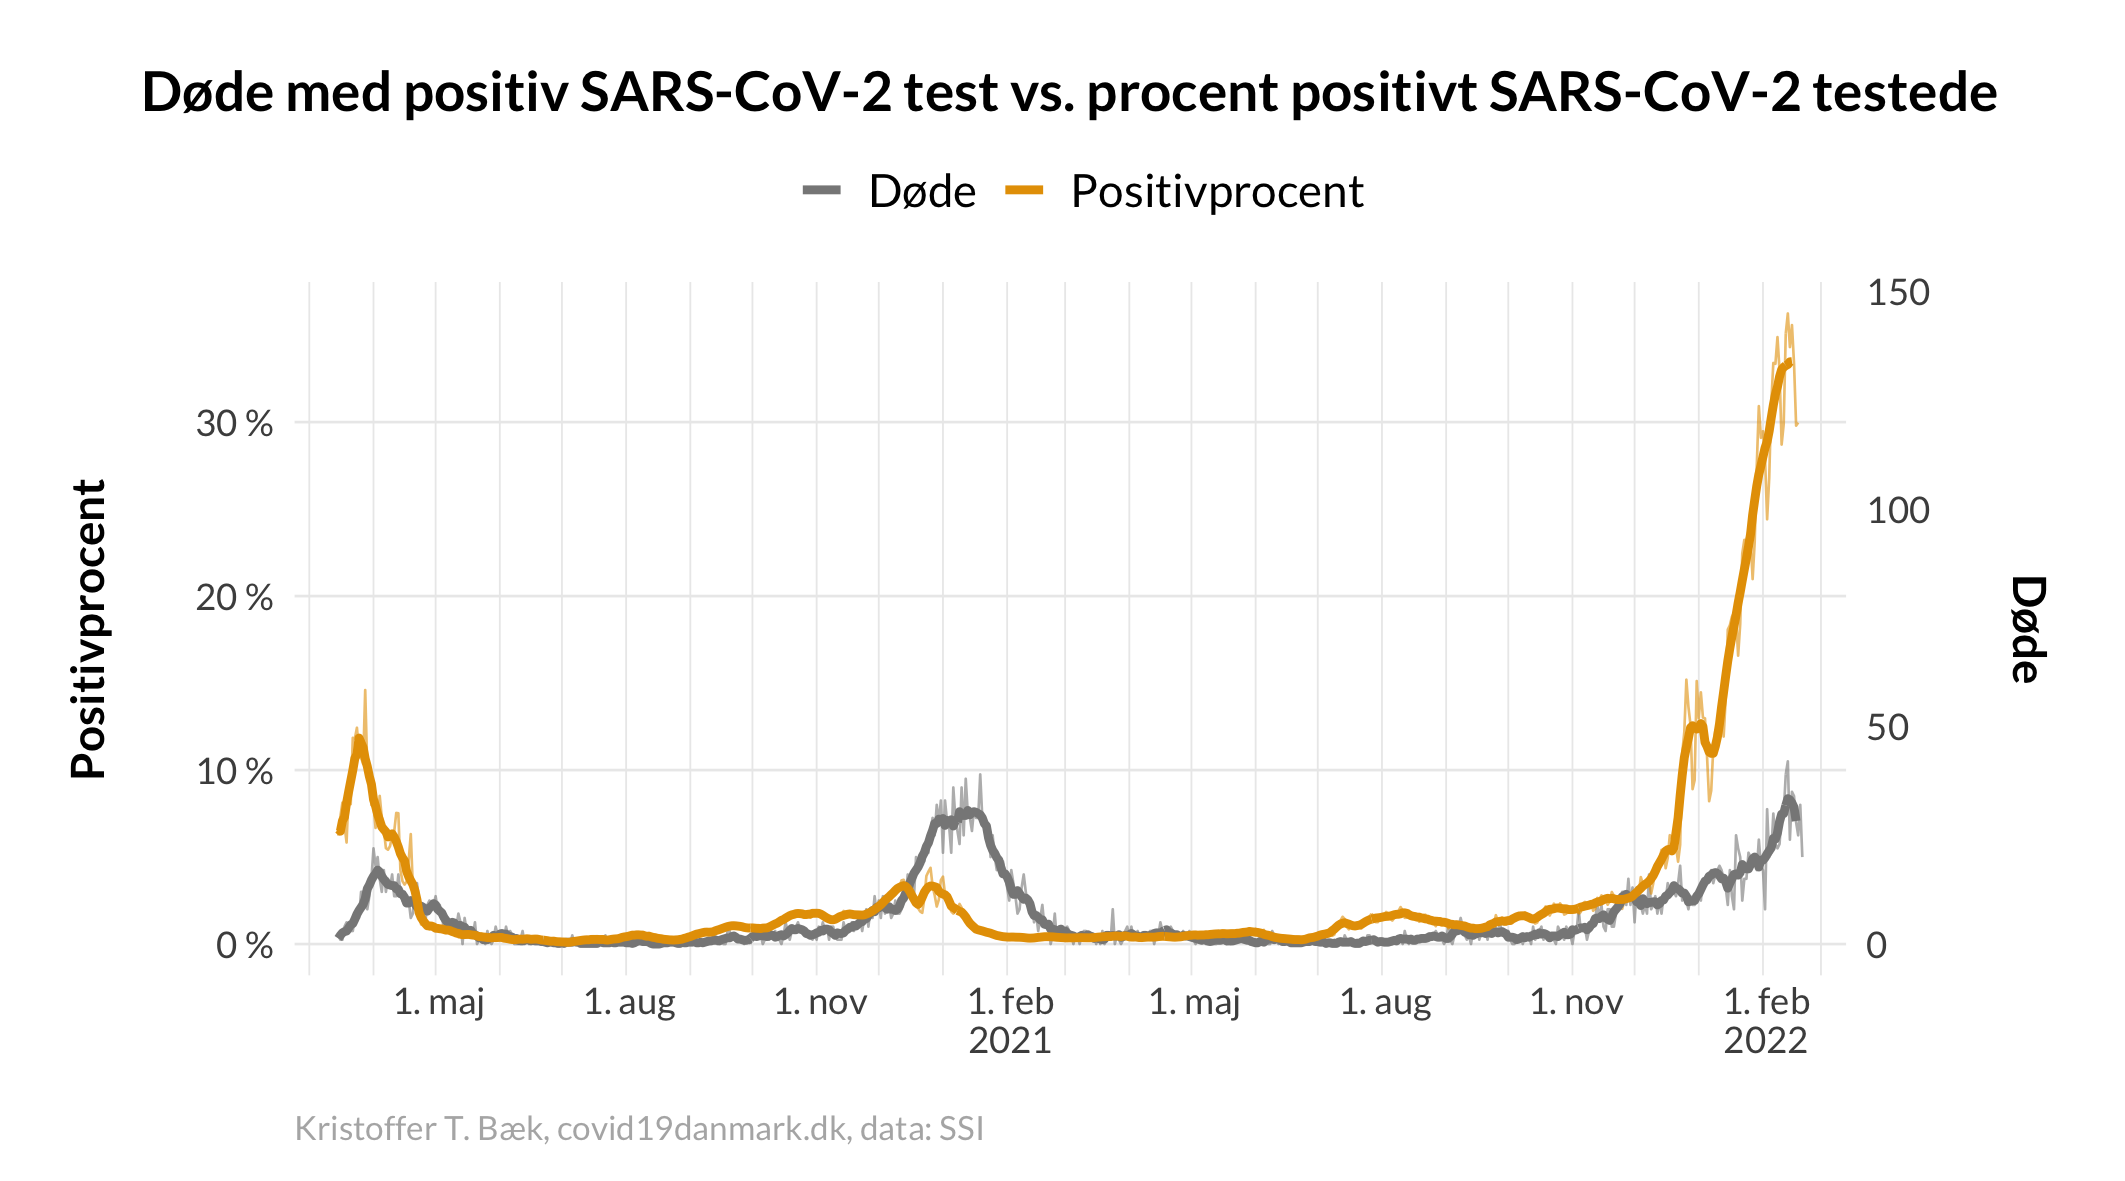 Døde med positiv SARS-CoV-2 test vs. procent positivt SARS-CoV-2 testede
Døde Positivprocent
Positivprocent
30 %
20 %
10 %
0 %
150
100
50
0
Døde
1. maj 1. aug 1. nov 1. feb 1. maj 1. aug 1. nov 1. feb
2021 2022
Kristoffer T. Bæk, covid19danmark.dk, data: SSI